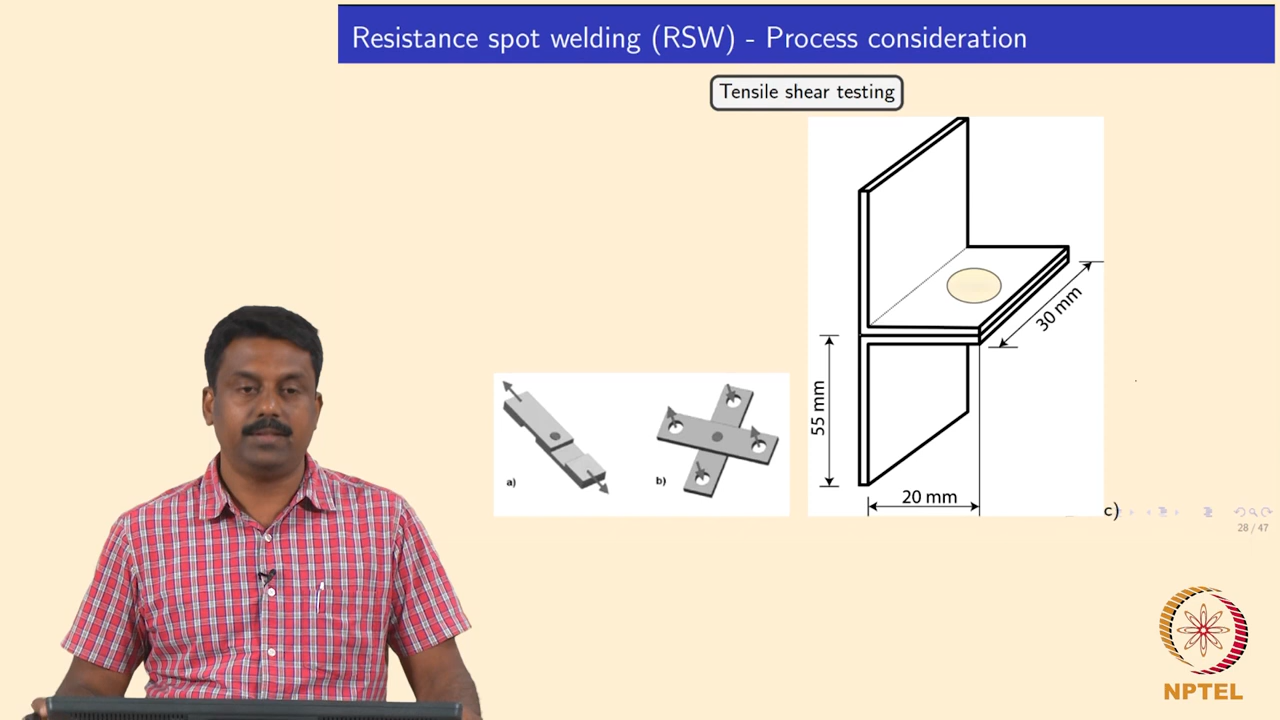 Resistance spot welding (RSW) - Process consideration
Tensile shear testing
30 mm
55 mm
20 mm
a)
b)
c)
28 / 47
NPTEL